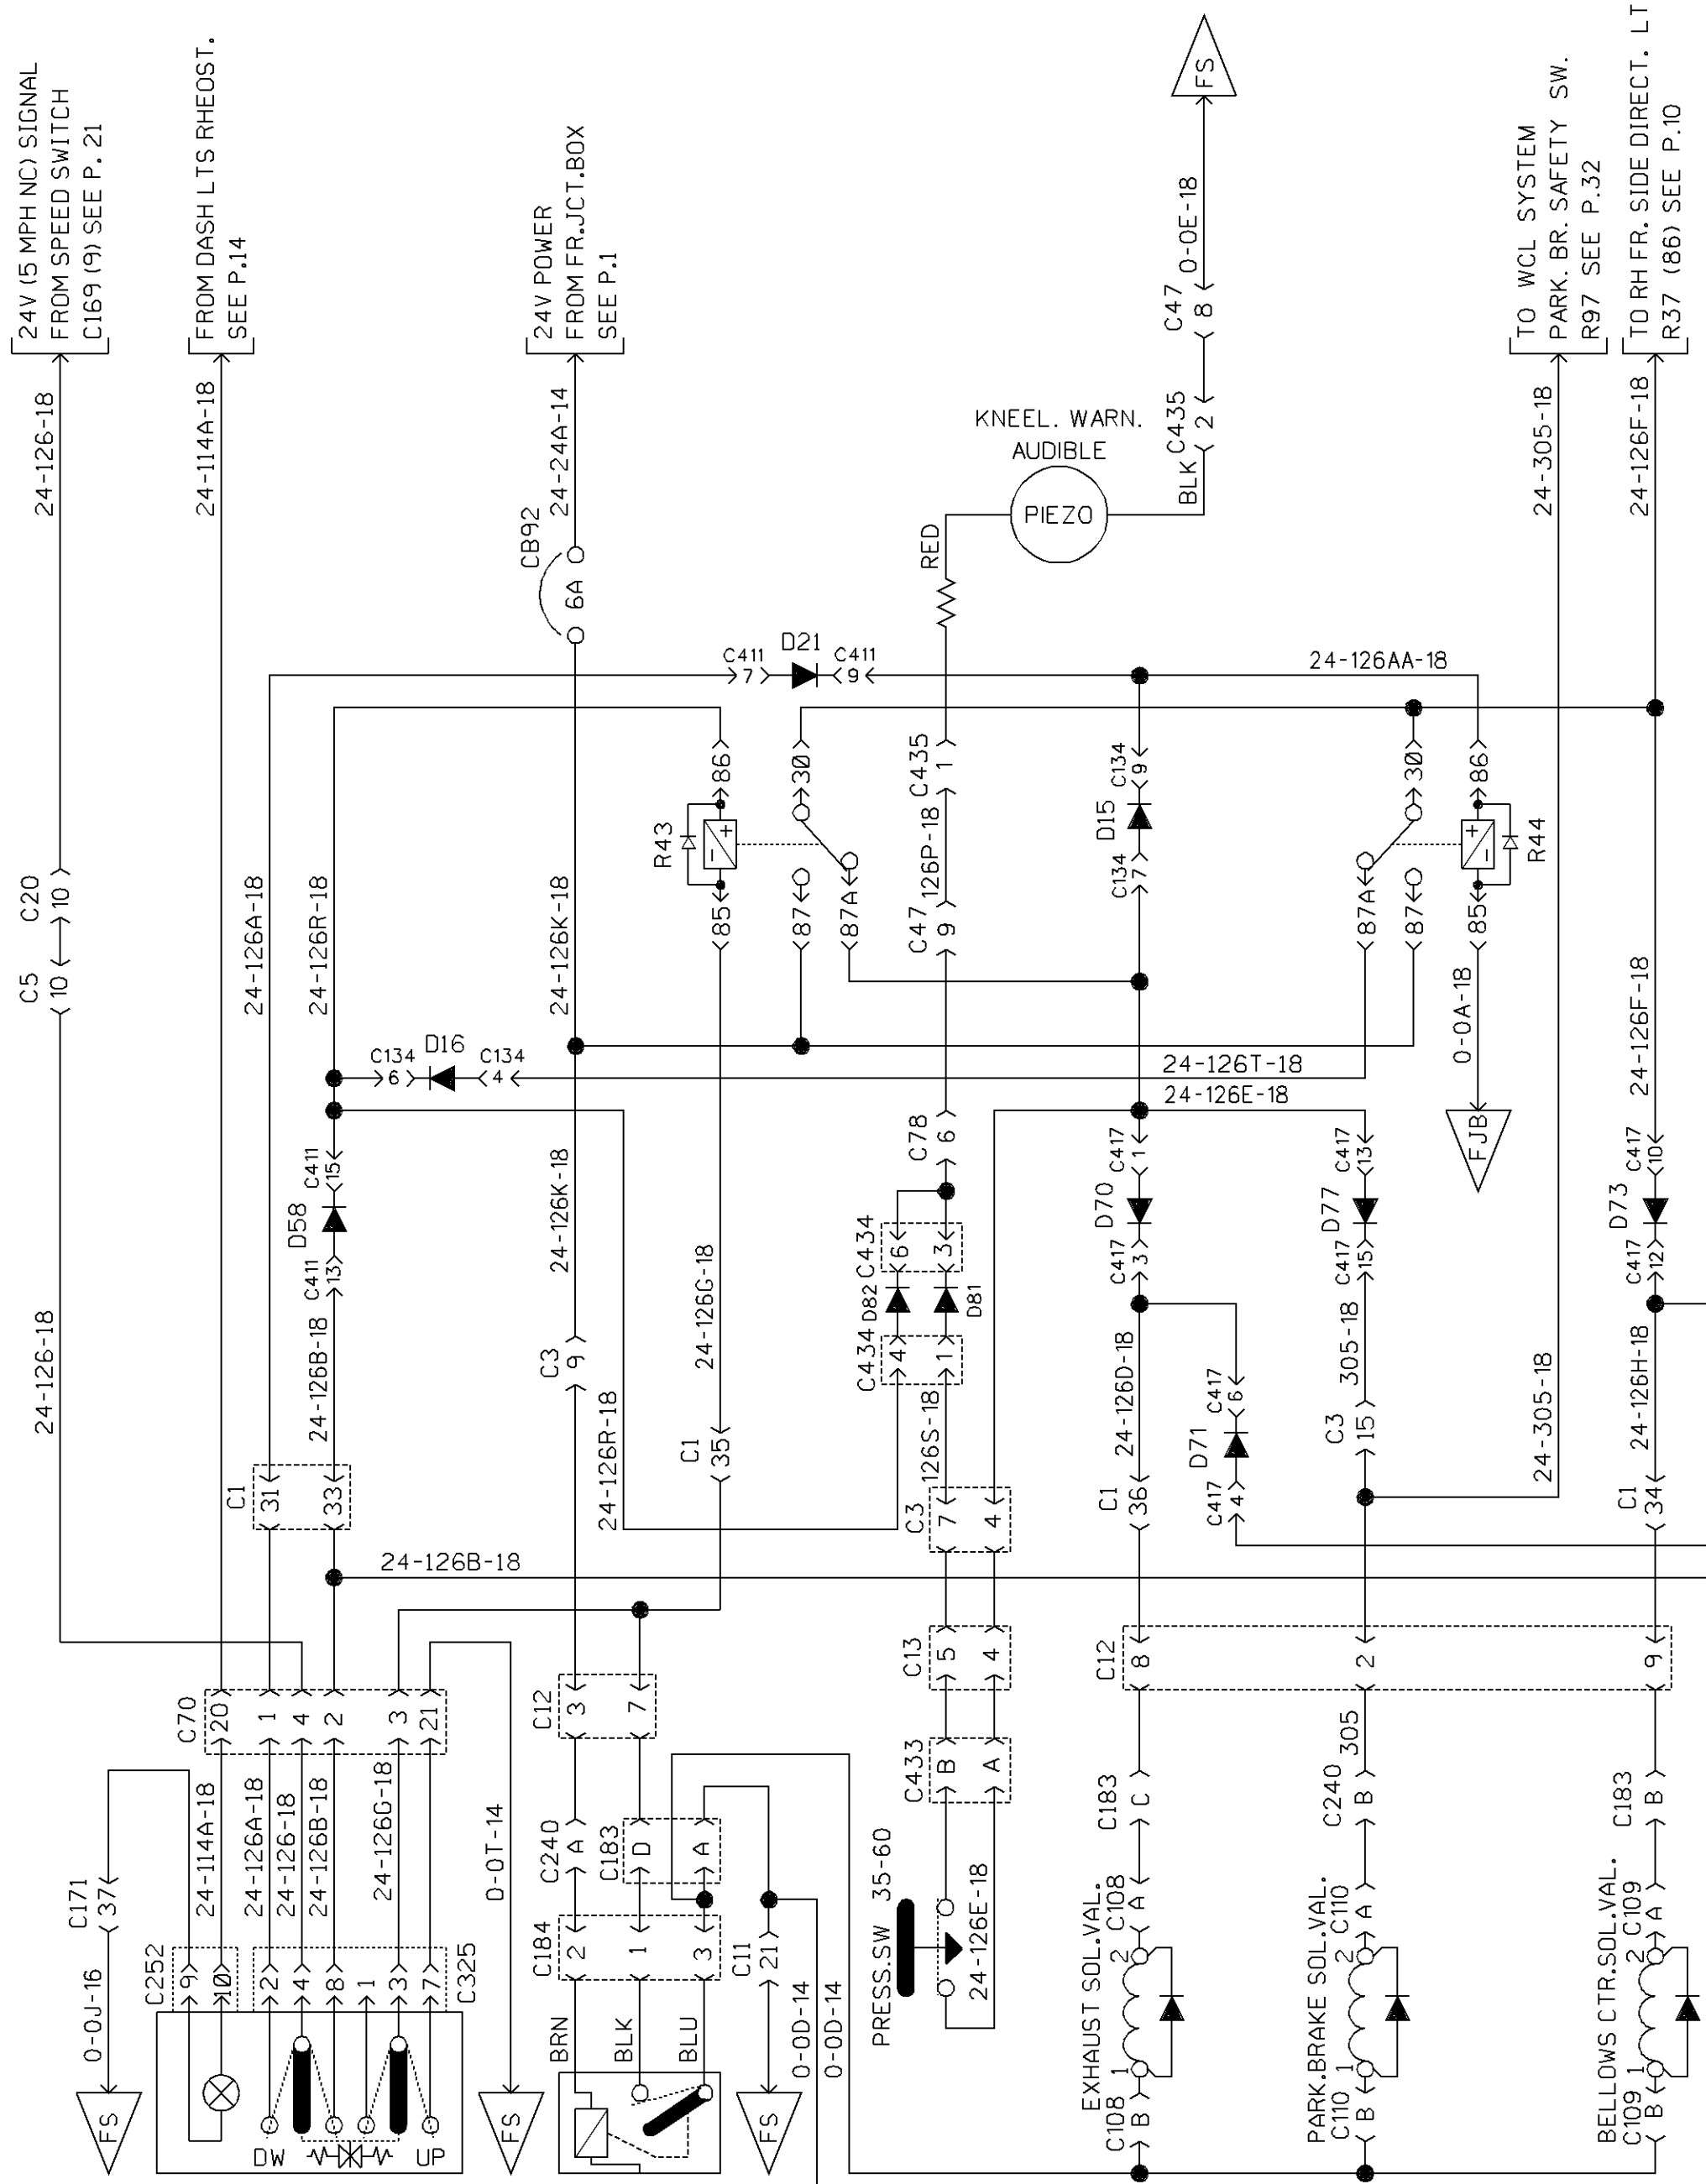 24V (5 MPH NC) SIGNAL
FROM SPEED SWITCH
C169 (9) SEE P. 21
FROM DASH LTS RHEOST.
SEE P.14
24V POWER
FROM FR.JCT.BOX
SEE P.1
FS
TO WCL SYSTEM
PARK. BR. SAFETY SW.
R97 SEE P.32
TO RH FR. SIDE DIRECT. LT
R37 (86) SEE P.10
24-126-18
24-114A-18
24-24A-14
CB92
6A
KNEEL. WARN.
AUDIBLE
PIEZO
RED
BLK
C435
2
C47
8
0-0E-18
24-305-18
24-126F-18
C411
7
D21
C411
9
24-126AA-18
C5
10
C20
10
24-126A-18
24-126R-18
24-126K-18
R43
86
85
30
87
87A
C435
1
126P-18
C47
9
C134
9
D15
C134
7
30
87A
87
86
85
R44
C134
6
D16
C134
4
24-126T-18
24-126E-18
0-0A-18
FJB
24-126F-18
24-126-18
C411
15
D58
C411
13
24-126B-18
24-126K-18
C3
9
24-126G-18
C1
35
24-126R-18
C78
6
C434
6
3
D82
D81
C434
4
1
126S-18
C417
1
D70
C417
3
24-126D-18
C417
6
D71
C417
4
C417
13
D77
C417
15
305-18
C3
15
24-305-18
C417
10
D73
C417
12
24-126H-18
C1
31
33
24-126B-18
C3
7
4
C1
36
C1
34
C70
20
1
4
2
3
21
C12
3
7
C13
5
4
C12
8
2
9
C171
37
0-0J-16
24-114A-18
24-126A-18
24-126-18
24-126B-18
24-126G-18
0-0T-14
C240
A
C183
D
A
C433
B
A
C183
C
C240
B
305
C183
B
C252
9
10
2
4
8
1
3
7
C325
C184
2
1
3
C11
21
PRESS.SW 35-60
24-126E-18
0-0D-14
0-0D-14
BRN
BLK
BLU
FS
DW
UP
FS
FS
EXHAUST SOL.VAL.
C108
A
2
1
C108
B
PARK.BRAKE SOL.VAL.
C110
A
2
1
C110
B
BELLOWS CTR.SOL.VAL.
C109
A
2
1
C109
B